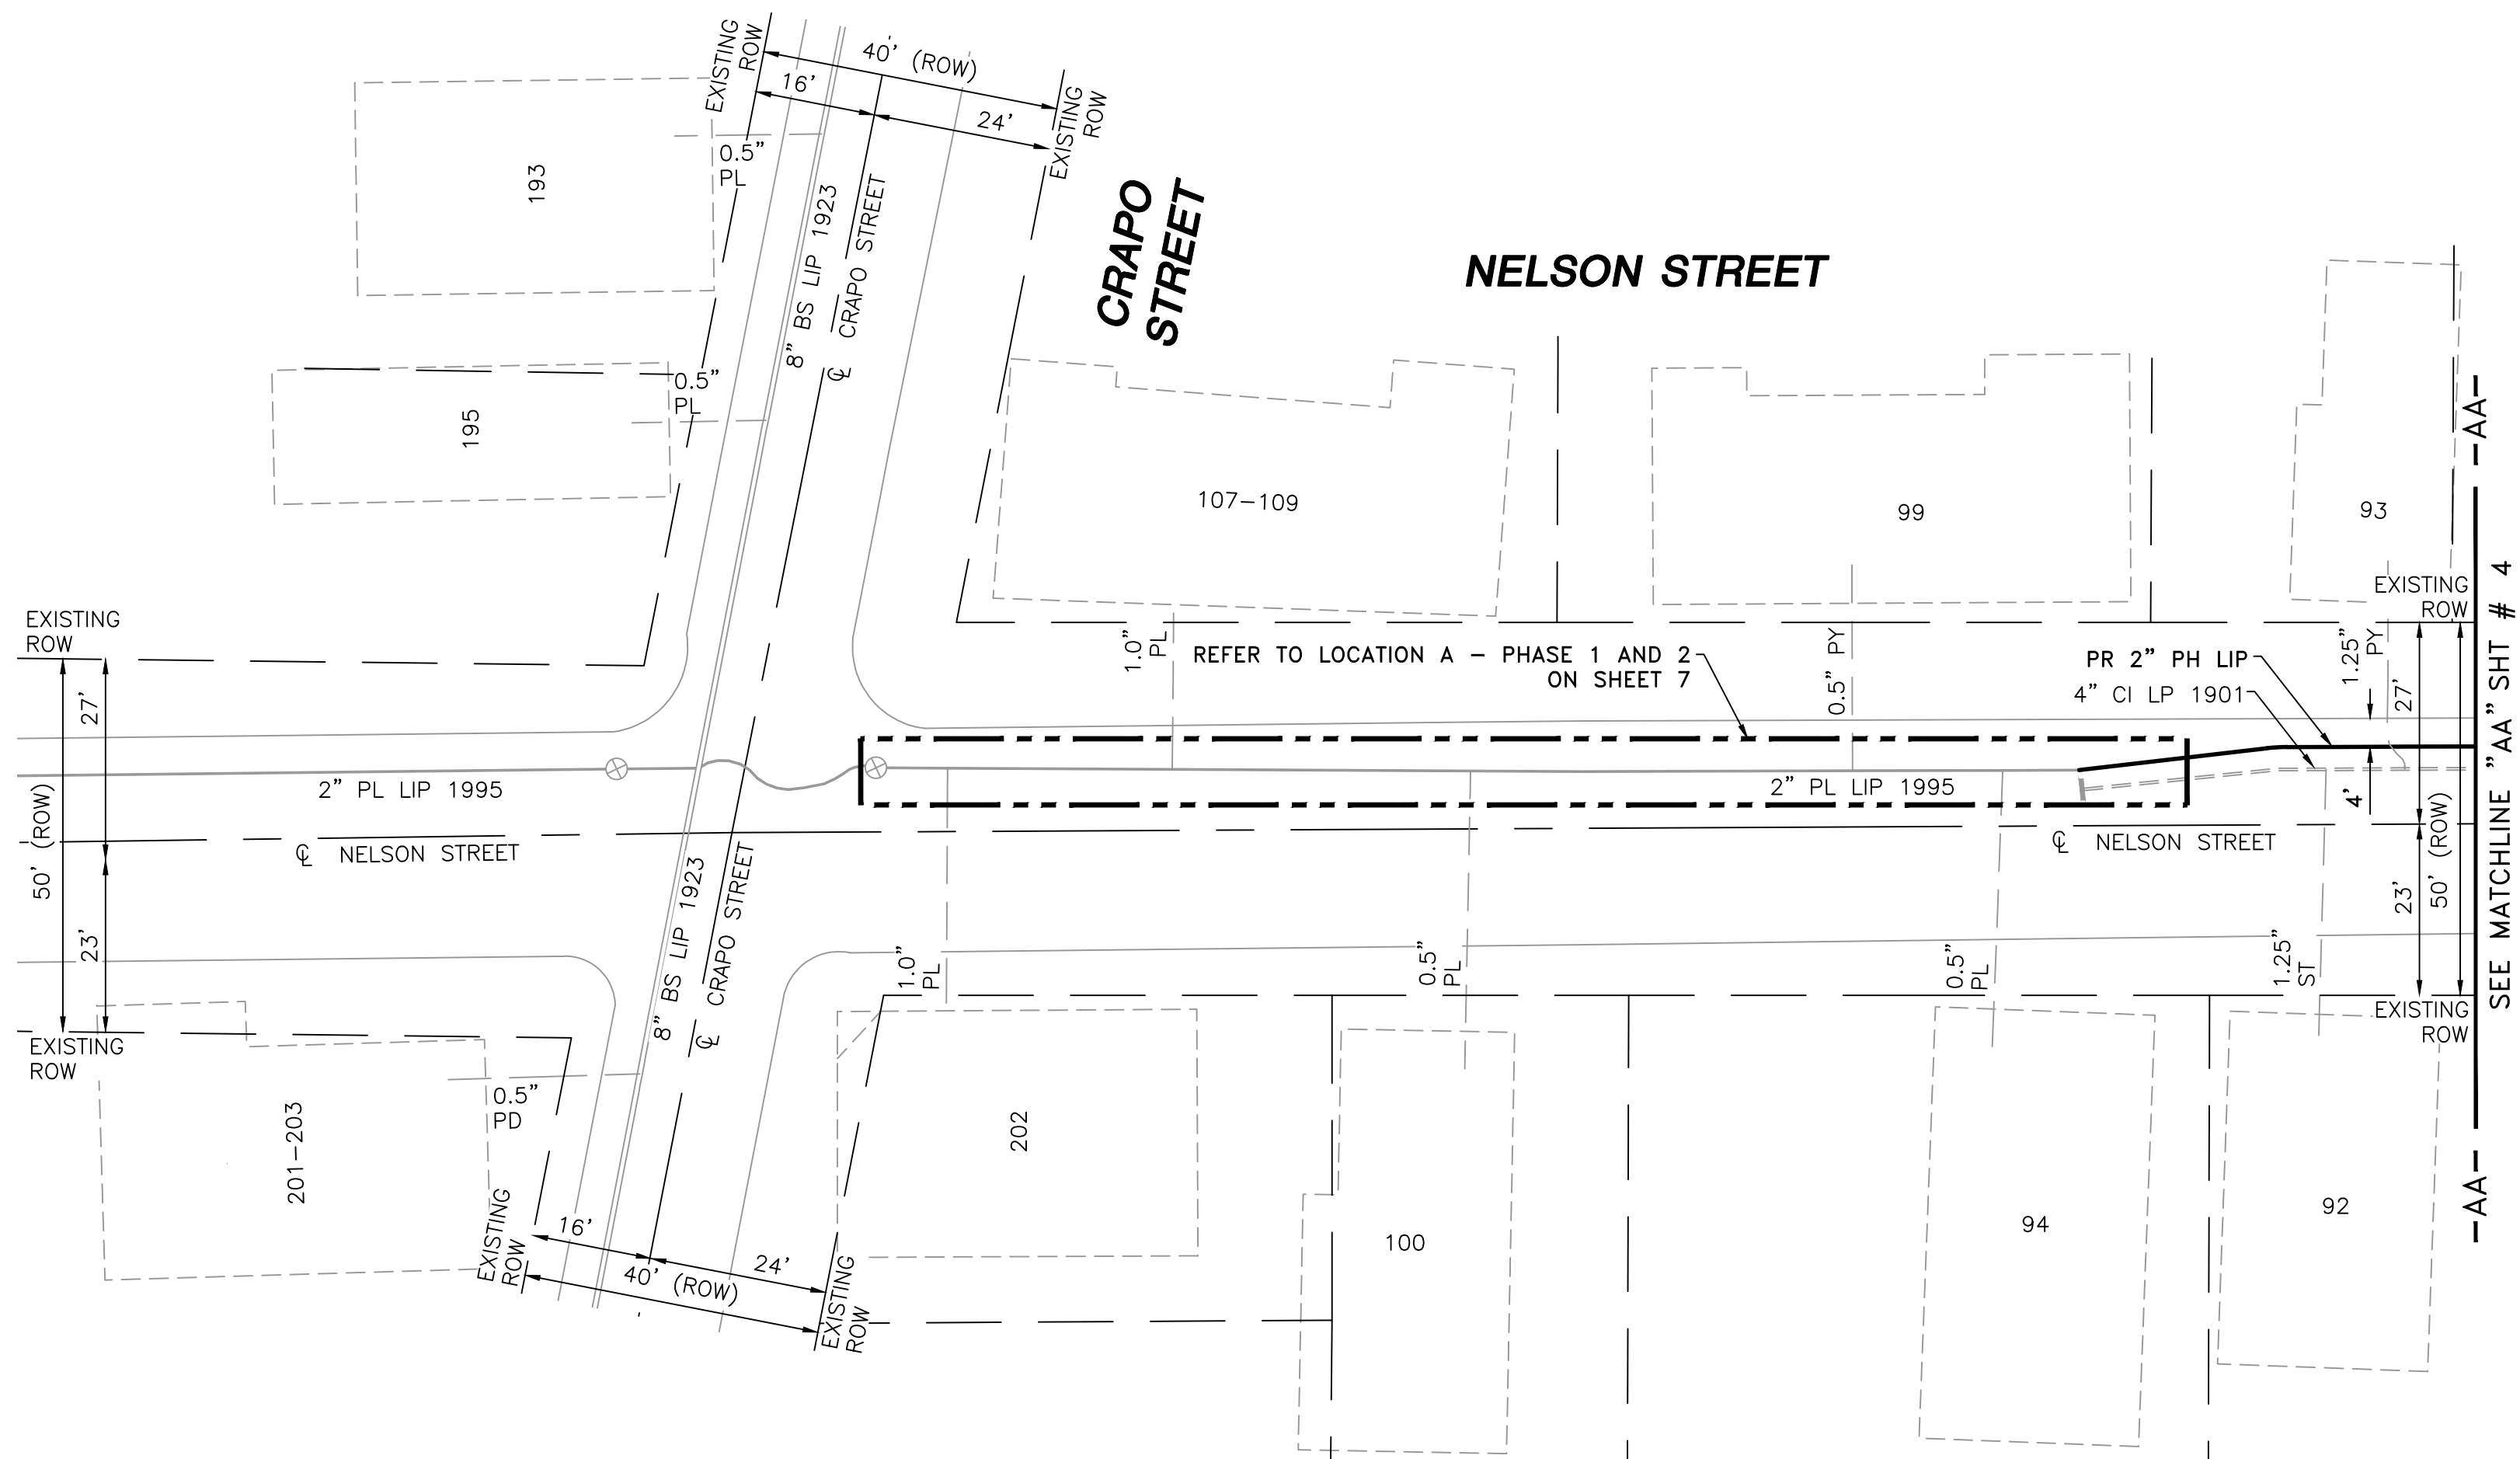 EXISTING
ROW
40' (ROW)
16'
24'
EXISTING
ROW
193
0.5"
PL
8" BS LIP 1923
℄ CRAPO STREET
CRAPO
STREET
NELSON STREET
195
0.5"
PL
107-109
99
93
AA
EXISTING
ROW
EXISTING
ROW
1.0"
PL
REFER TO LOCATION A - PHASE 1 AND 2
ON SHEET 7
0.5" PY
PR 2" PH LIP
4" CI LP 1901
1.25"
PY
27'
27'
2" PL LIP 1995
2" PL LIP 1995
4'
50' (ROW)
℄ NELSON STREET
℄ NELSON STREET
50' (ROW)
SEE MATCHLINE "AA" SHT # 4
23'
23'
8" BS LIP 1923
℄ CRAPO STREET
1.0"
PL
0.5"
PL
0.5"
PL
1.25"
ST
EXISTING
ROW
EXISTING
ROW
0.5"
PD
201-203
202
100
94
92
AA
EXISTING
ROW
16'
24'
40' (ROW)
EXISTING
ROW